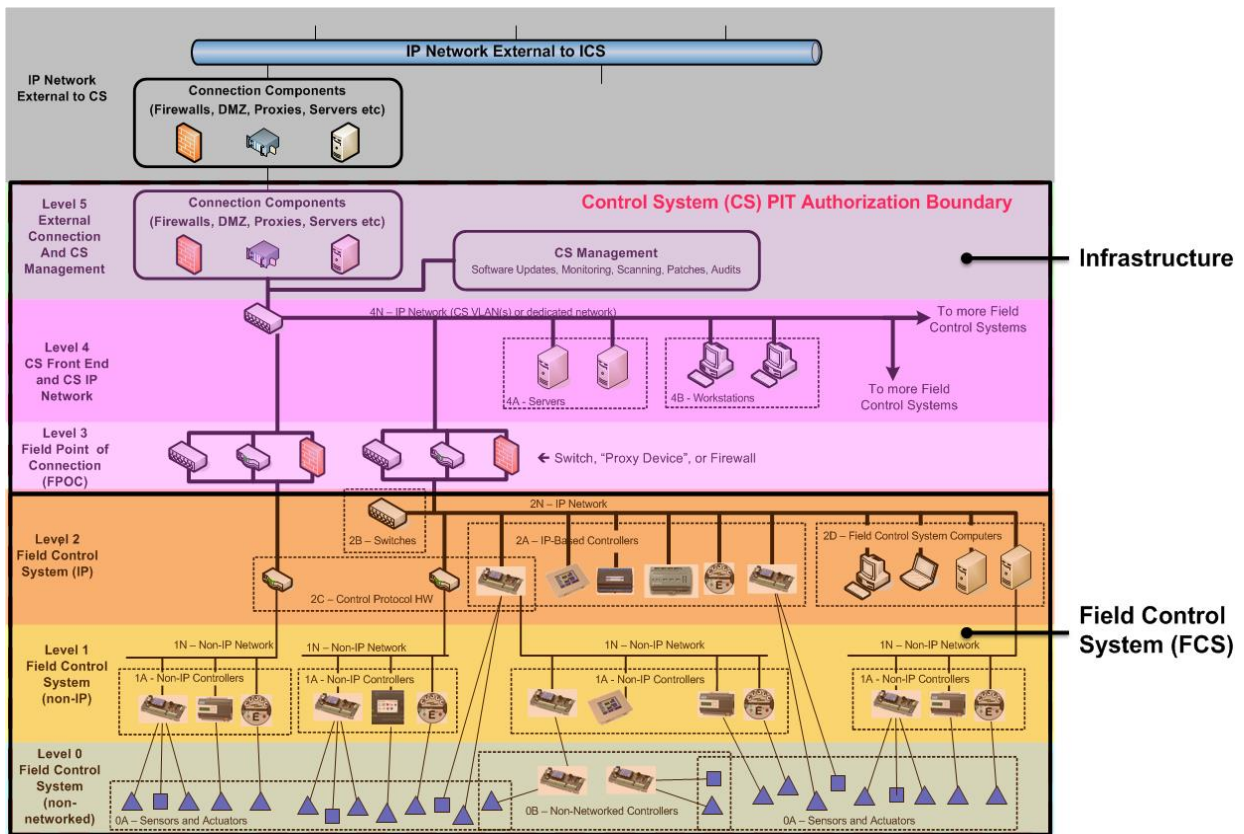 IP Network External to ICS
IP Network
External to CS
Connection Components
(Firewalls, DMZ, Proxies, Servers etc)
Level 5
External
Connection
And CS
Management
Connection Components
(Firewalls, DMZ, Proxies, Servers etc)
Control System (CS) PIT Authorization Boundary
CS Management
Software Updates, Monitoring, Scanning, Patches, Audits
Infrastructure
4N – IP Network (CS VLAN(s) or dedicated network)
To more Field
Control Systems
Level 4
CS Front End
and CS IP
Network
4A - Servers
4B - Workstations
To more Field
Control Systems
Level 3
Field Point of
Connection
(FPOC)
← Switch, “Proxy Device”, or Firewall
2N – IP Network
Level 2
Field Control
System (IP)
2B – Switches
2A – IP-Based Controllers
2D – Field Control System Computers
2C – Control Protocol HW
Field Control
System (FCS)
Level 1
Field Control
System
(non-IP)
1N – Non-IP Network
1N – Non-IP Network
1N – Non-IP Network
1N – Non-IP Network
1A - Non-IP Controllers
1A - Non-IP Controllers
1A - Non-IP Controllers
1A – Non-IP Controllers
E
E
E
E
E
Level 0
Field Control
System
(non-
networked)
0A – Sensors and Actuators
0B – Non-Networked Controllers
0A – Sensors and Actuators